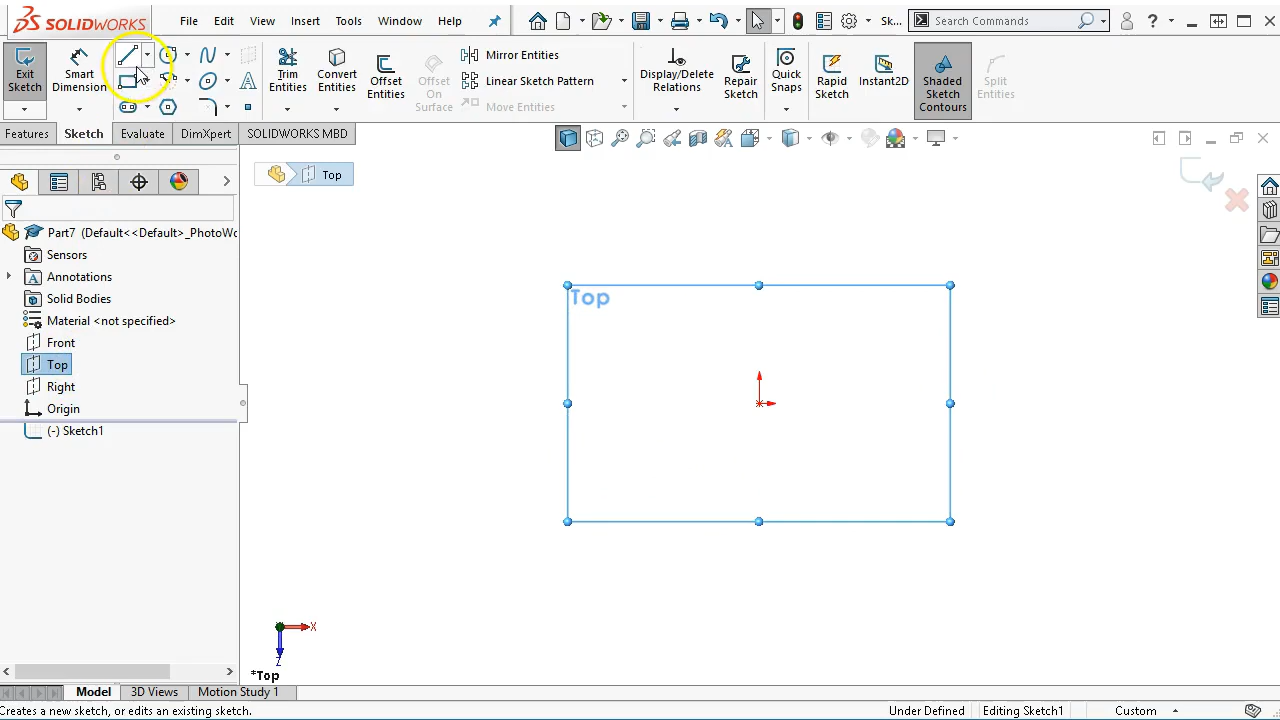 SOLIDWORKS File Edit View Insert Tools Window Help Sk... Search Commands ?
Exit Sketch
Smart Dimension
Trim Entities
Convert Entities
Offset Entities
Offset On Surface
Mirror Entities
Linear Sketch Pattern
Move Entities
Display/Delete Relations
Repair Sketch
Quick Snaps
Rapid Sketch
Instant2D
Shaded Sketch Contours
Split Entities
Features Sketch Evaluate DimXpert SOLIDWORKS MBD
Top
Part7 (Default<<Default>_PhotoWo
Sensors
Annotations
Solid Bodies
Material <not specified>
Front
Top
Right
Origin
(-) Sketch1
Top
X
Z
*Top
Model 3D Views Motion Study 1
Creates a new sketch, or edits an existing sketch. Under Defined Editing Sketch1 Custom